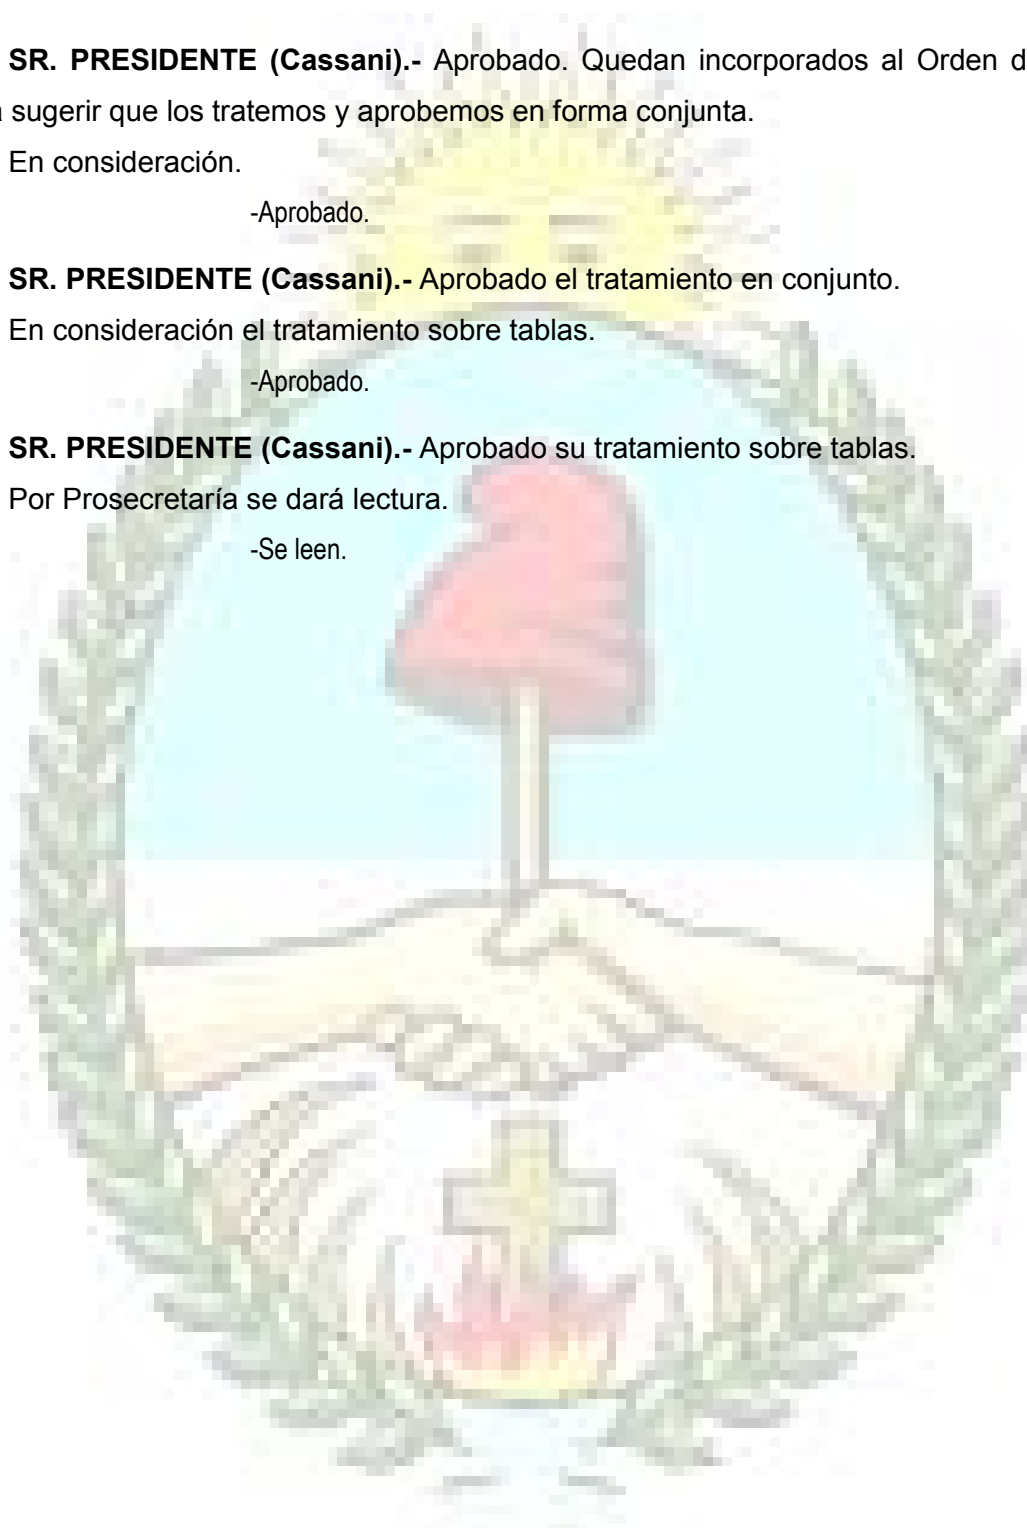 SR. PRESIDENTE (Cassani).- Aprobado. Quedan incorporados al Orden d
a sugerir que los tratemos y aprobemos en forma conjunta.
En consideración.
-Aprobado.
SR. PRESIDENTE (Cassani).- Aprobado el tratamiento en conjunto.
En consideración el tratamiento sobre tablas.
-Aprobado.
SR. PRESIDENTE (Cassani).- Aprobado su tratamiento sobre tablas.
Por Prosecretaría se dará lectura.
-Se leen.